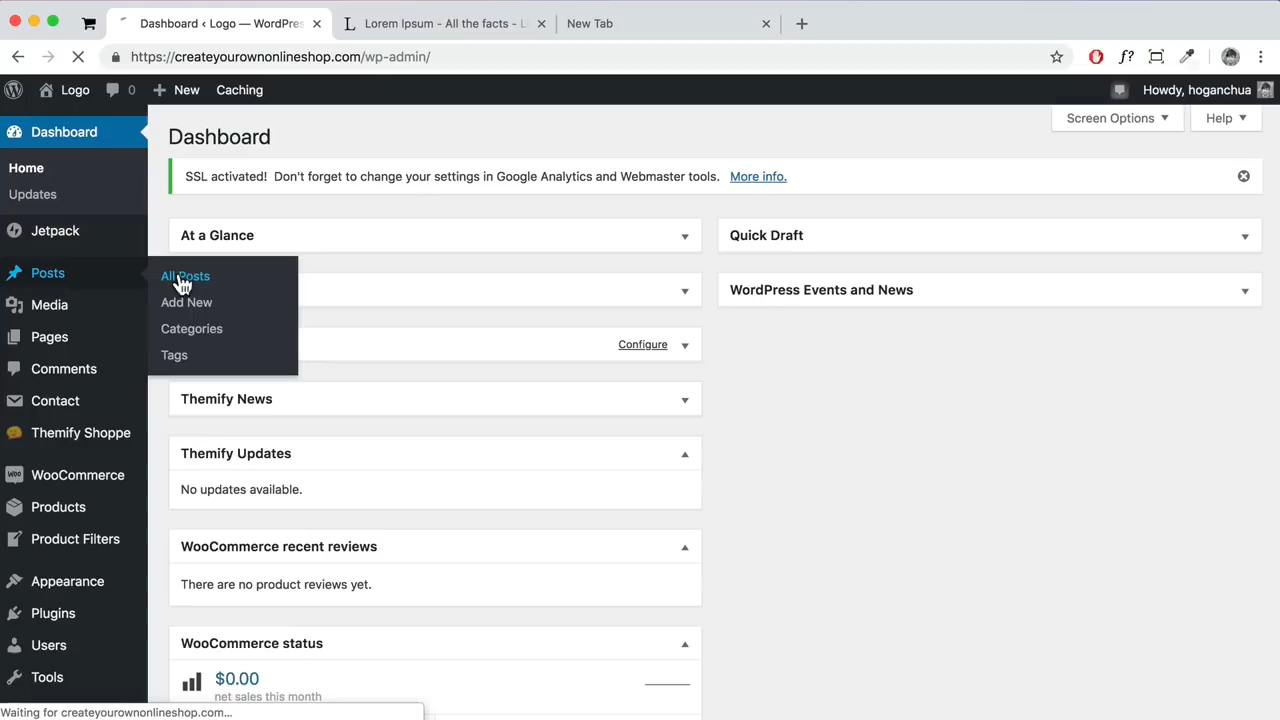 Dashboard ‹ Logo — WordPres
Lorem Ipsum - All the facts - Li
New Tab
https://createyourownonlineshop.com/wp-admin/
f?
Logo
0
New
Caching
Howdy, hoganchua
Dashboard
Home
Updates
Jetpack
Posts
All Posts
Add New
Categories
Tags
Media
Pages
Comments
Contact
Themify Shoppe
WooCommerce
Products
Product Filters
Appearance
Plugins
Users
Tools
Screen Options
Help
Dashboard
SSL activated! Don't forget to change your settings in Google Analytics and Webmaster tools. More info.
At a Glance
Quick Draft
WordPress Events and News
Configure
Themify News
Themify Updates
No updates available.
WooCommerce recent reviews
There are no product reviews yet.
WooCommerce status
$0.00
net sales this month
Waiting for createyourownonlineshop.com...